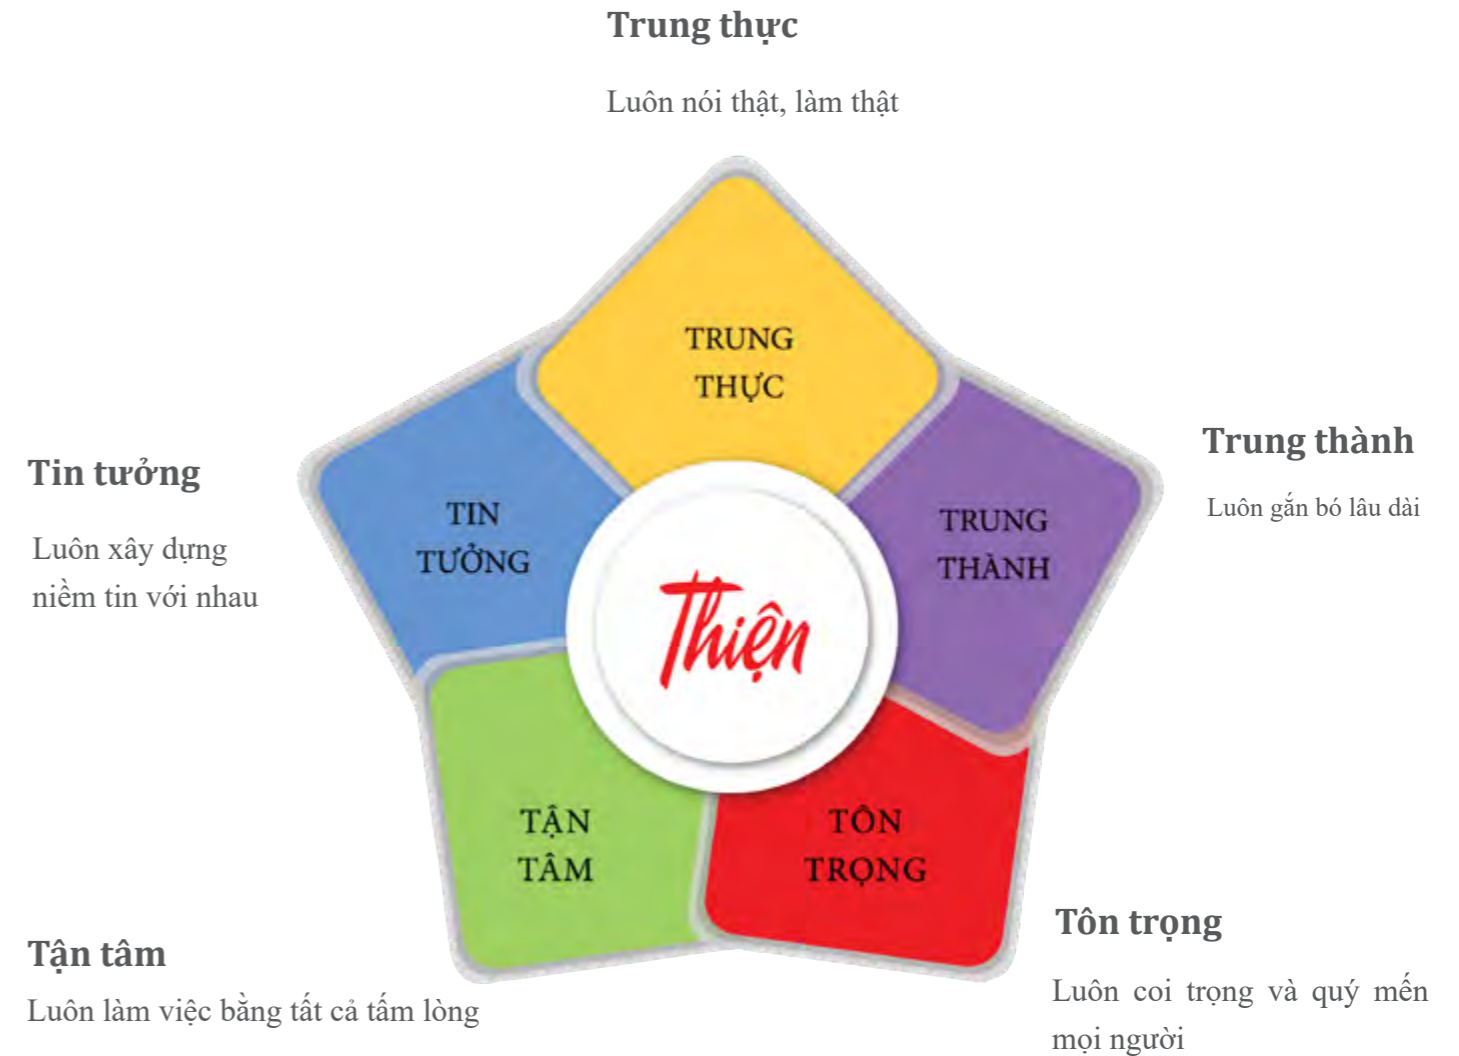 Trung thực
Luôn nói thật, làm thật
TRUNG
THỰC
Trung thành
Luôn gắn bó lâu dài
TRUNG
THÀNH
Tin tưởng
Luôn xây dựng
niềm tin với nhau
TIN
TƯỞNG
Thiện
TẬN
TÂM
TÔN
TRỌNG
Tận tâm
Luôn làm việc bằng tất cả tấm lòng
Tôn trọng
Luôn coi trọng và quý mến
mọi người